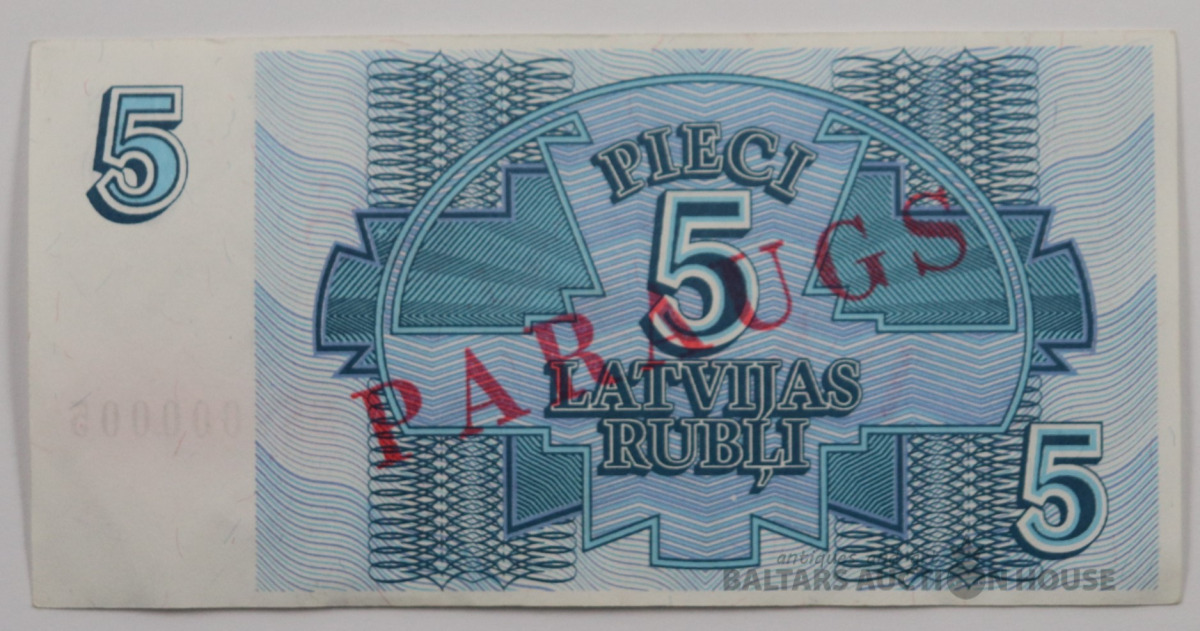 5
PIECI
5
PARAUGS
LATVIJAS
RUBĻI
5
BALTARS AUCTION HOUSE